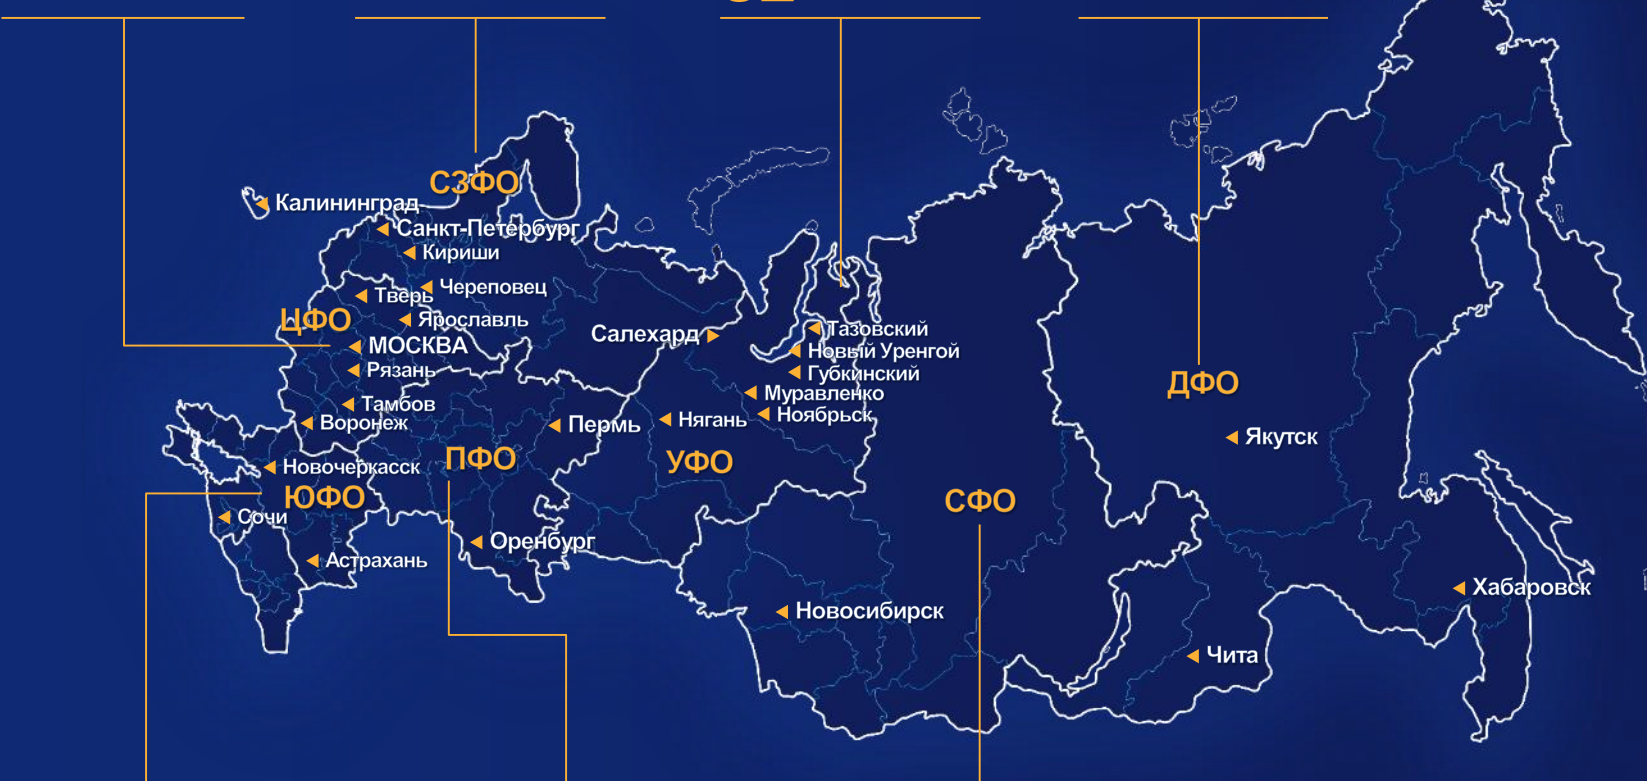 СЗФО
Калининград
Санкт-Петербург
Кириши
Череповец
Тверь
ЦФО
Ярославль
МОСКВА
Рязань
Тамбов
Воронеж
Новочеркасск
ЮФО
Сочи
Астрахань
ПФО
Пермь
Оренбург
Салехард
Тазовский
Новый Уренгой
Губкинский
Муравленко
Ноябрьск
Нягань
УФО
СФО
Новосибирск
ДФО
Якутск
Хабаровск
Чита